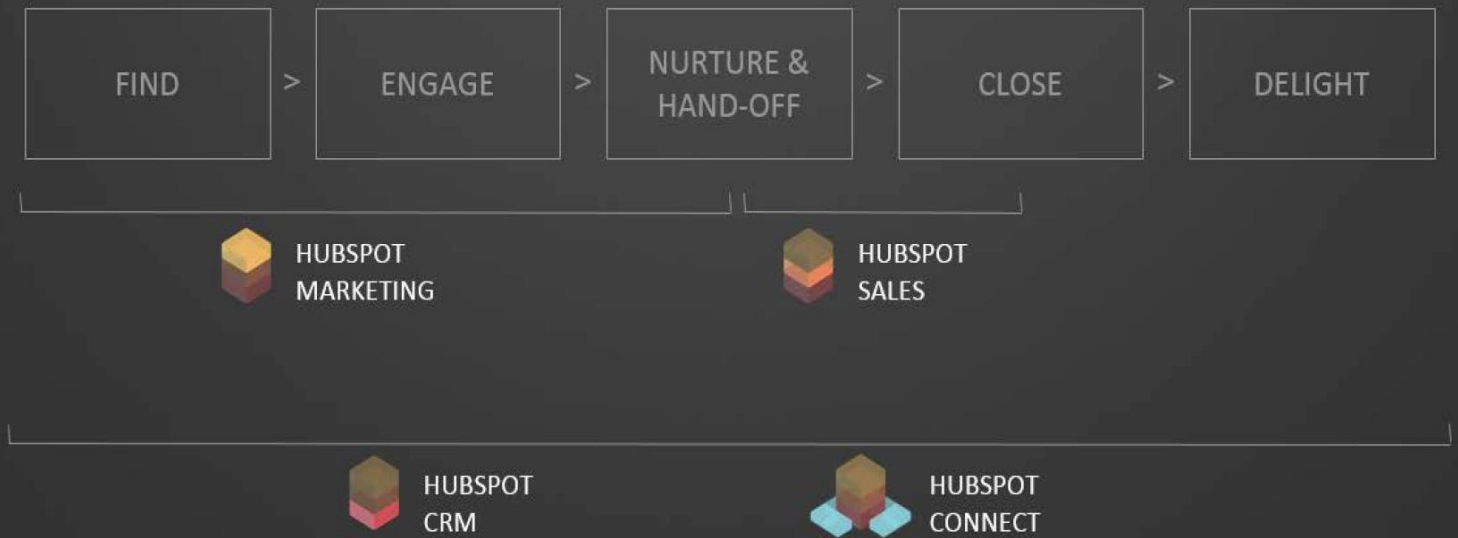 FIND > ENGAGE > NURTURE & HAND-OFF > CLOSE > DELIGHT
HUBSPOT
MARKETING
HUBSPOT
SALES
HUBSPOT
CRM
HUBSPOT
CONNECT